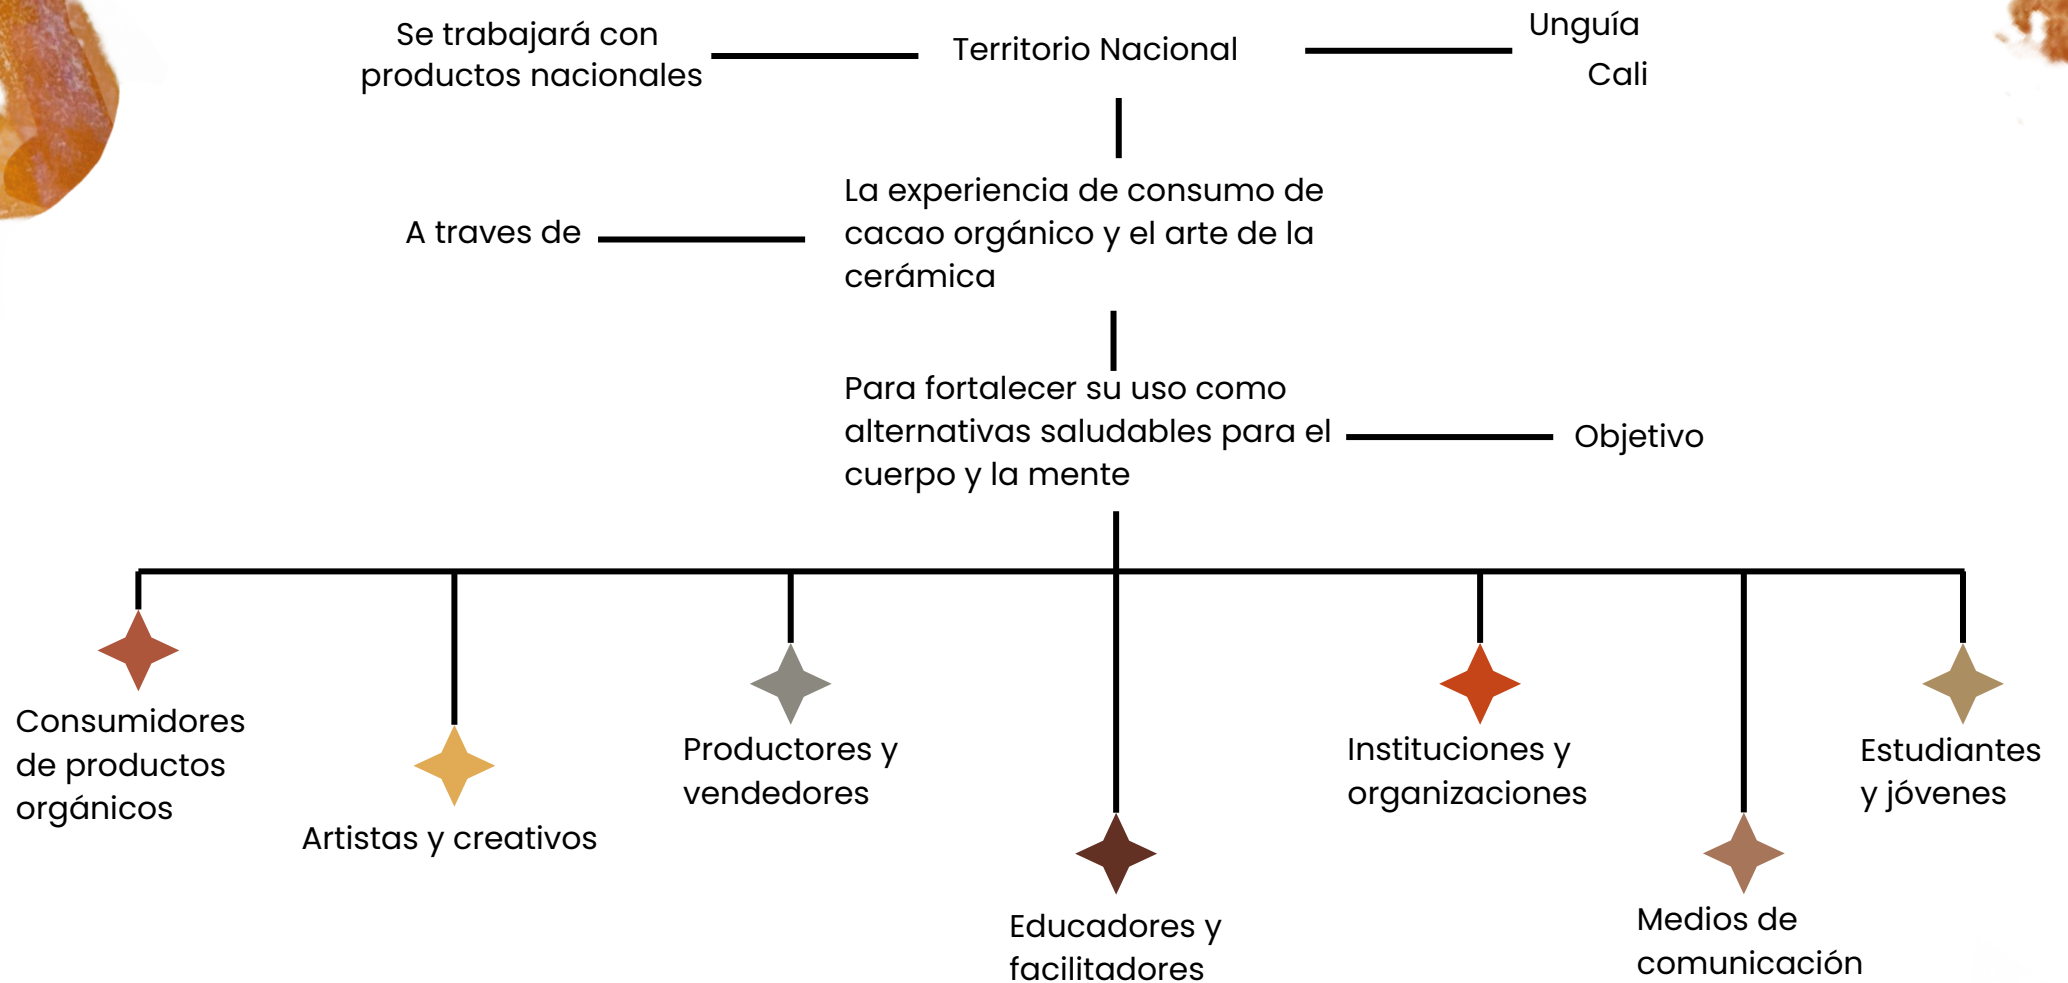 Se trabajará con
productos nacionales
Territorio Nacional
Unguía
Cali
A traves de
La experiencia de consumo de
cacao orgánico y el arte de la
cerámica
Para fortalecer su uso como
alternativas saludables para el
cuerpo y la mente
Objetivo
Consumidores
de productos
orgánicos
Artistas y creativos
Productores y
vendedores
Educadores y
facilitadores
Instituciones y
organizaciones
Medios de
comunicación
Estudiantes
y jóvenes